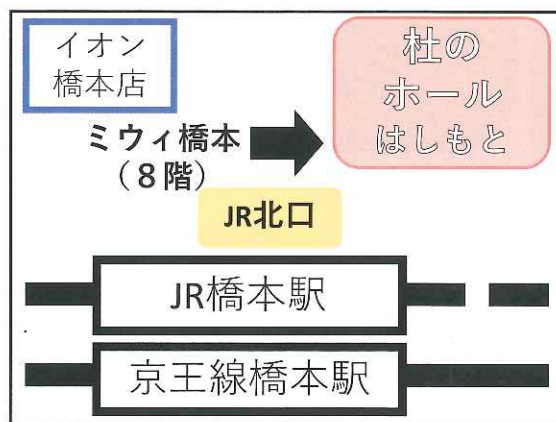 イオン
橋本店
杜の
ホール
はしもと
ミウィ橋本
（８階）
JR北口
JR橋本駅
京王線橋本駅